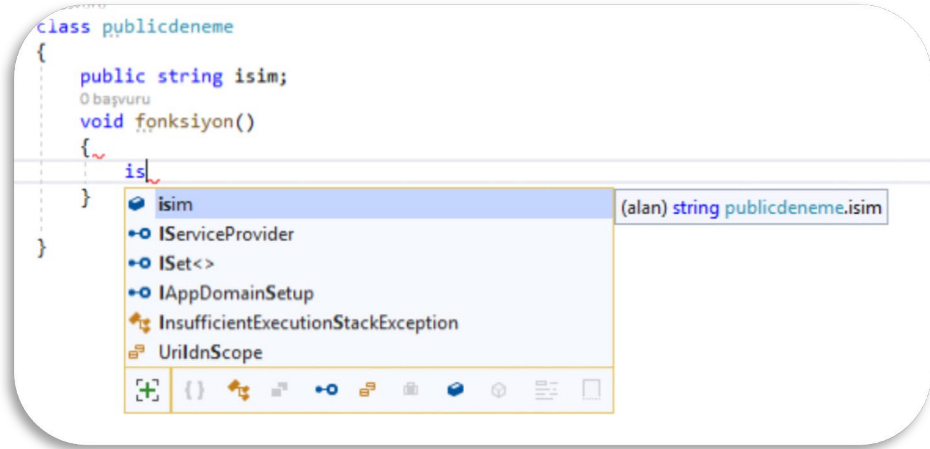 class publicdeneme
{
public string isim;
0 başvuru
void fonksiyon()
{
is
}
isim
(alan) string publicdeneme.isim
IServiceProvider
ISet<>
IAppDomainSetup
InsufficientExecutionStackException
UriIdnScope
}